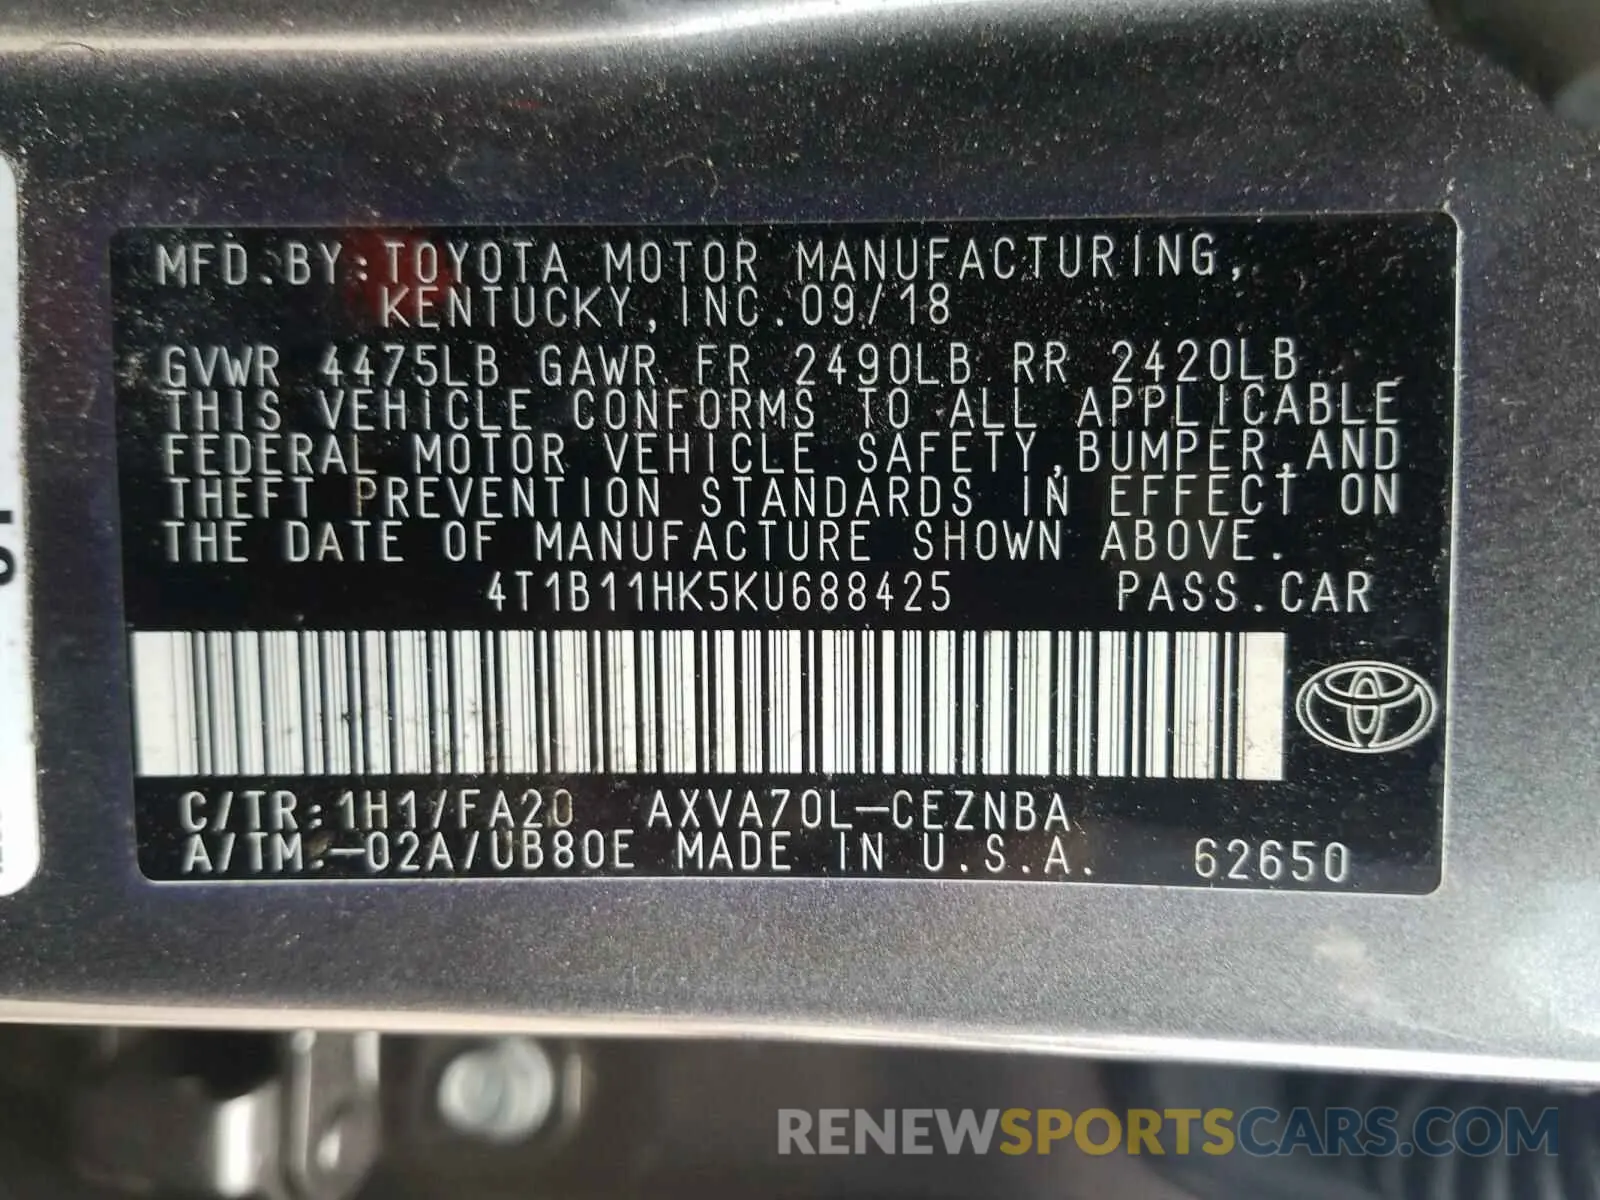 MFD.BY:TOYOTA MOTOR MANUFACTURING,
KENTUCKY, INC. 09/18
GVWR 4475LB GAWR FR 2490LB RR 2420LB
THIS VEHICLE CONFORMS TO ALL APPLICABLE
FEDERAL MOTOR VEHICLE SAFETY,BUMPER,AND
THEFT PREVENTION STANDARDS IN EFFECT ON
THE DATE OF MANUFACTURE SHOWN ABOVE.
4T1B11HK5KU688425 PASS.CAR
C/TR:1H1/FA20 AXVA70L-CEZNBA
A/TM:-02A/UB80E MADE IN U.S.A. 62650
RENEWSPORTSCARS.COM